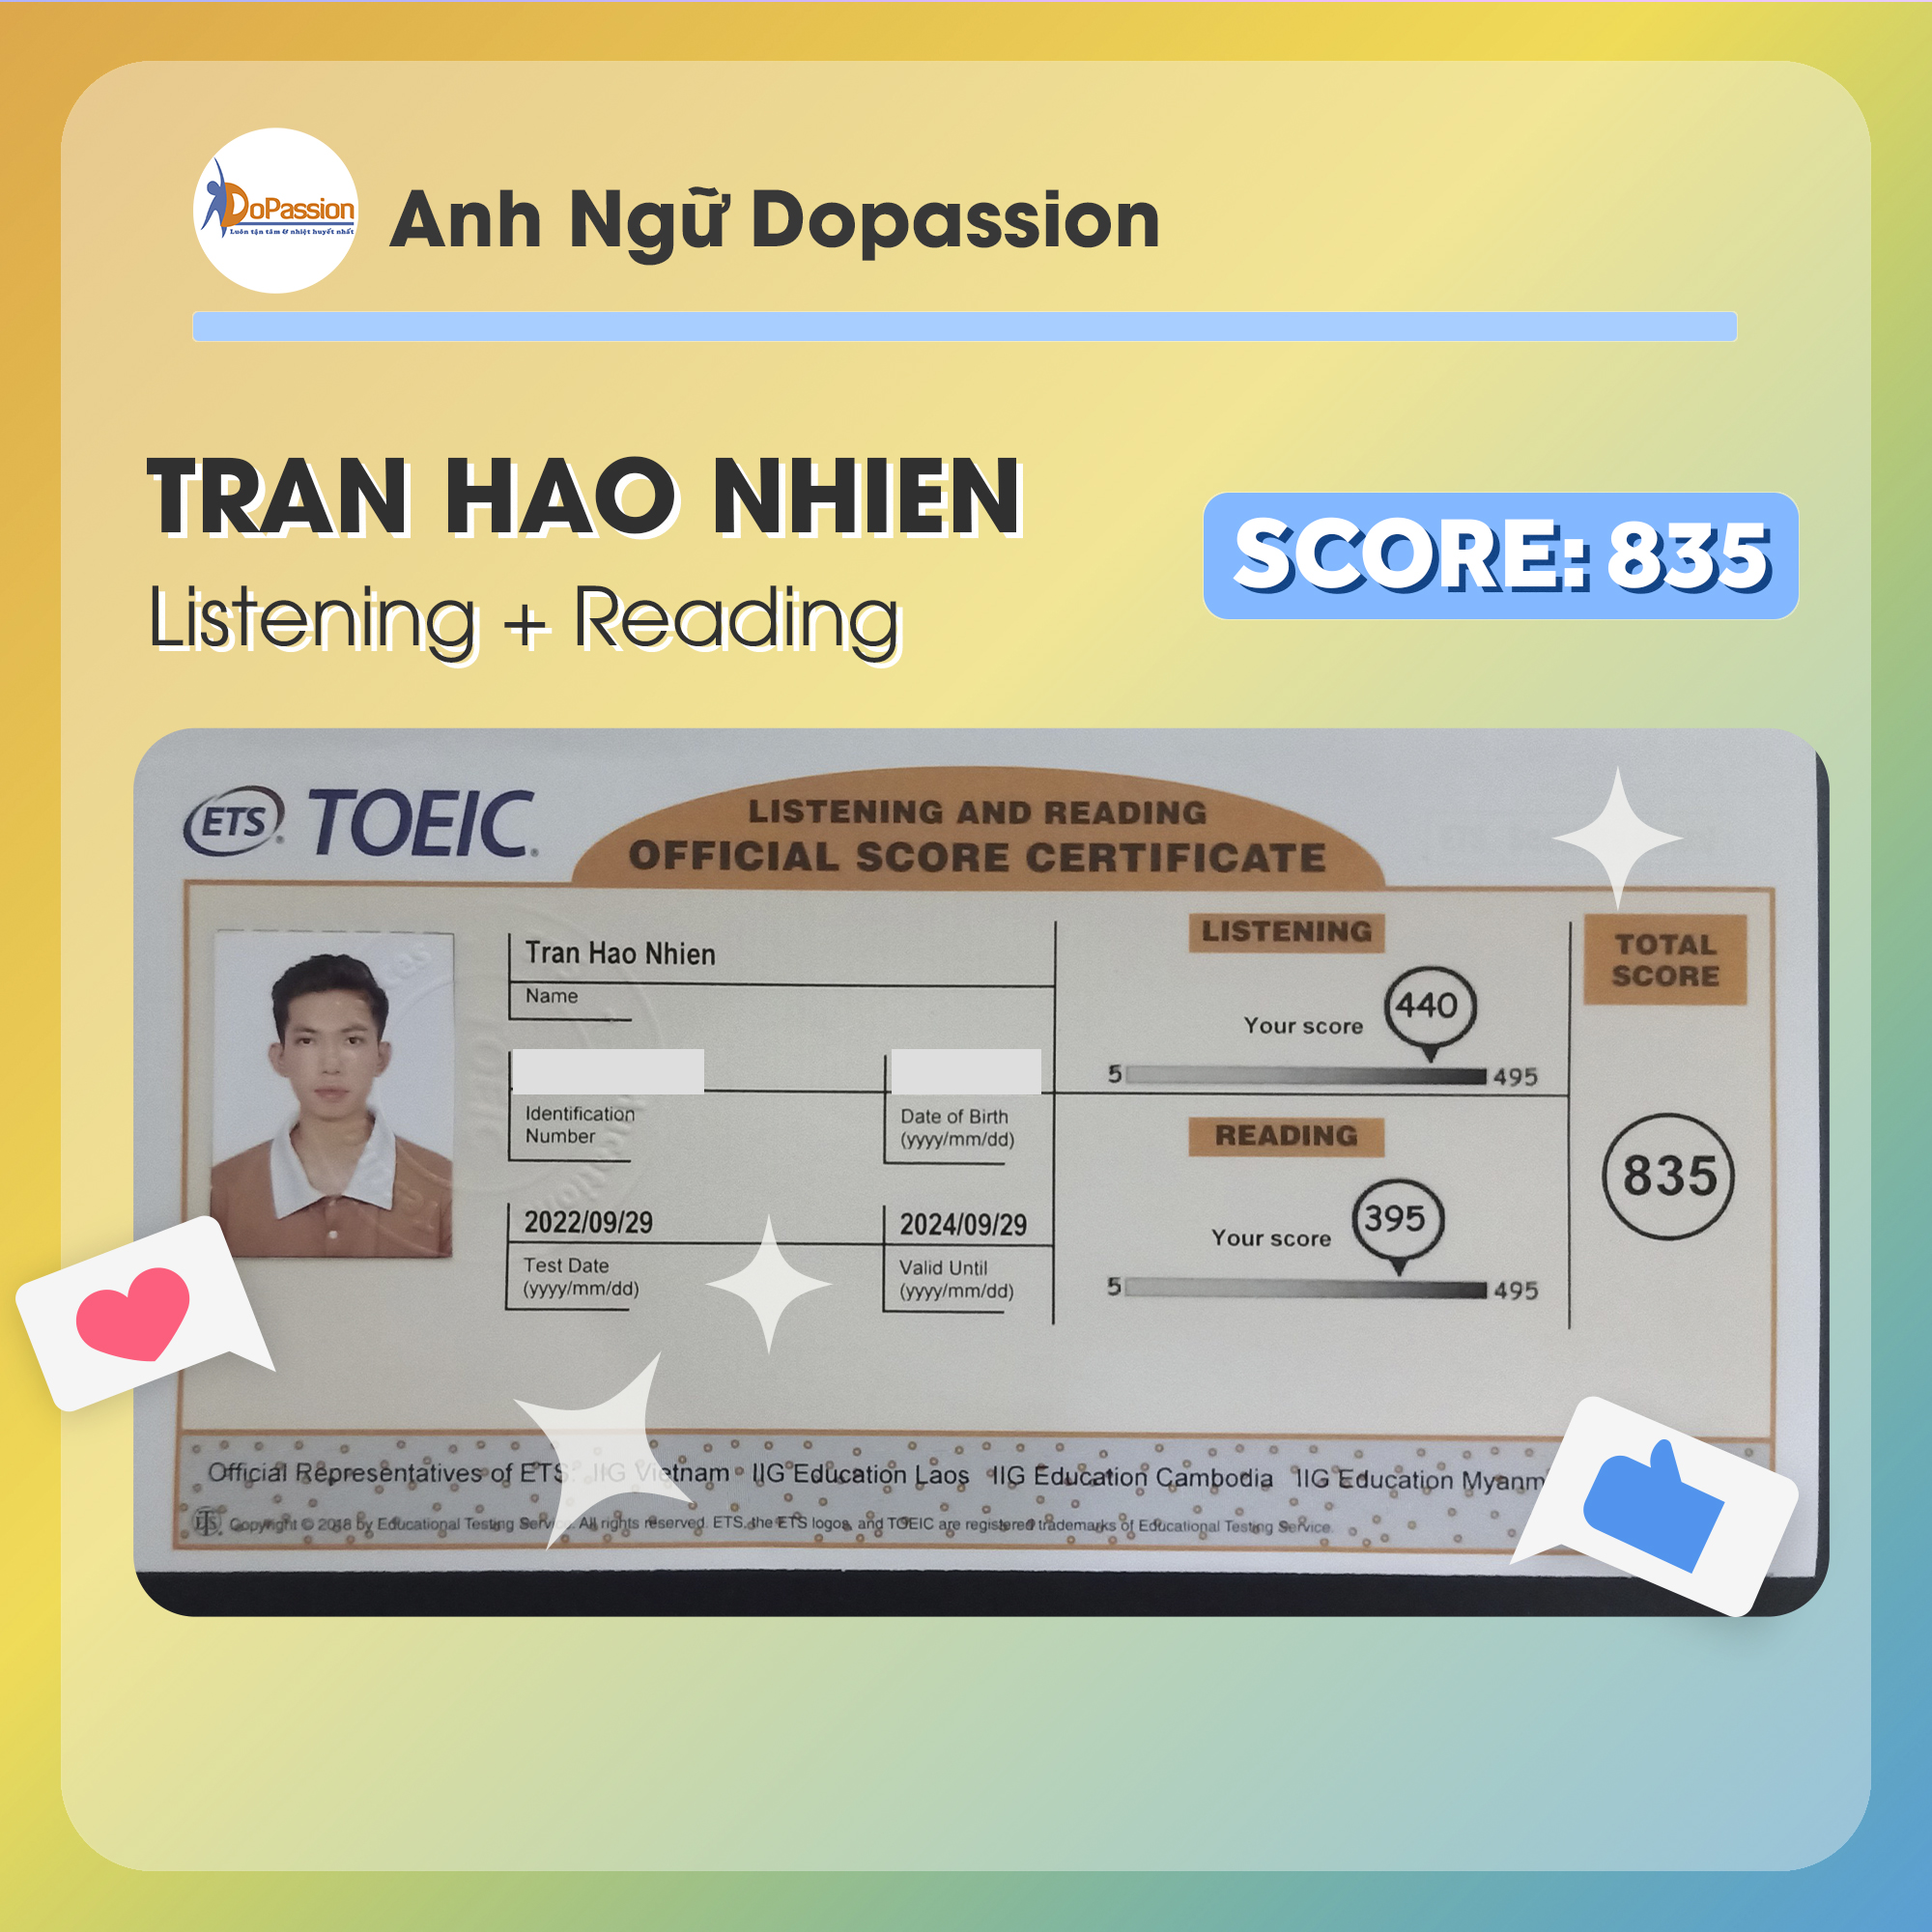 DoPassion
Luôn tận tâm & nhiệt huyết nhất
Anh Ngữ Dopassion
TRAN HAO NHIEN
Listening + Reading
SCORE: 835
ETS® TOEIC®
LISTENING AND READING
OFFICIAL SCORE CERTIFICATE
Tran Hao Nhien
Name
Identification
Number
Date of Birth
(yyyy/mm/dd)
2022/09/29
Test Date
(yyyy/mm/dd)
2024/09/29
Valid Until
(yyyy/mm/dd)
LISTENING
Your score
440
5
495
READING
Your score
395
5
495
TOTAL
SCORE
835
Official Representatives of ETS: IIG Vietnam IIG Education Laos IIG Education Cambodia IIG Education
Copyright © 2018 by Educational Testing Service. All rights reserved. ETS, the ETS logos, and TOEIC are registered trademarks of Educational Testing Service.